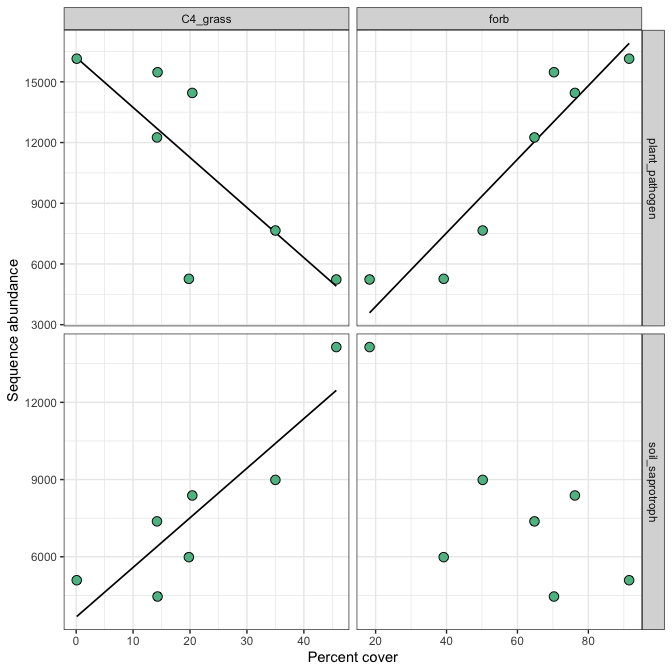 C4_grass forb
15000
12000
9000
6000
3000
plant_pathogen
12000
9000
6000
soil_saprotroph
Sequence abundance
0 10 20 30 40 20 40 60 80
Percent cover